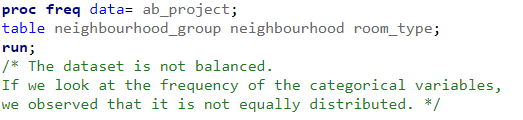 proc freq data= ab_project;
table neighbourhood_group neighbourhood room_type;
run;
/* The dataset is not balanced.
If we look at the frequency of the categorical variables,
we observed that it is not equally distributed. */